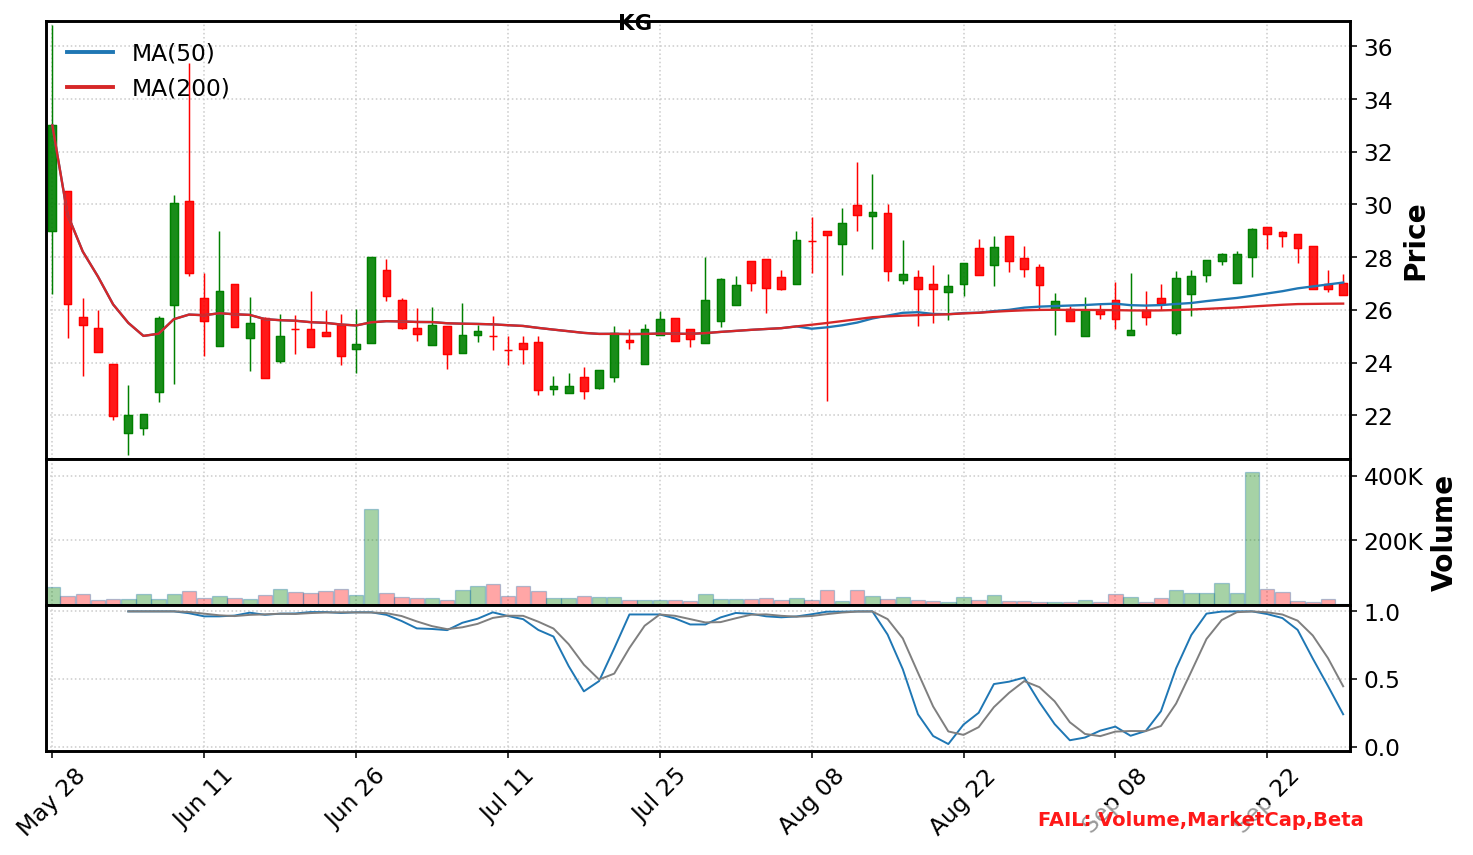 KG
MA(50)
MA(200)
36
34
32
30
28
26
24
22
Price
400K
200K
Volume
1.0
0.5
0.0
May 28
Jun 11
Jun 26
Jul 11
Jul 25
Aug 08
Aug 22
Sep 08
Sep 22
FAIL: Volume,MarketCap,Beta